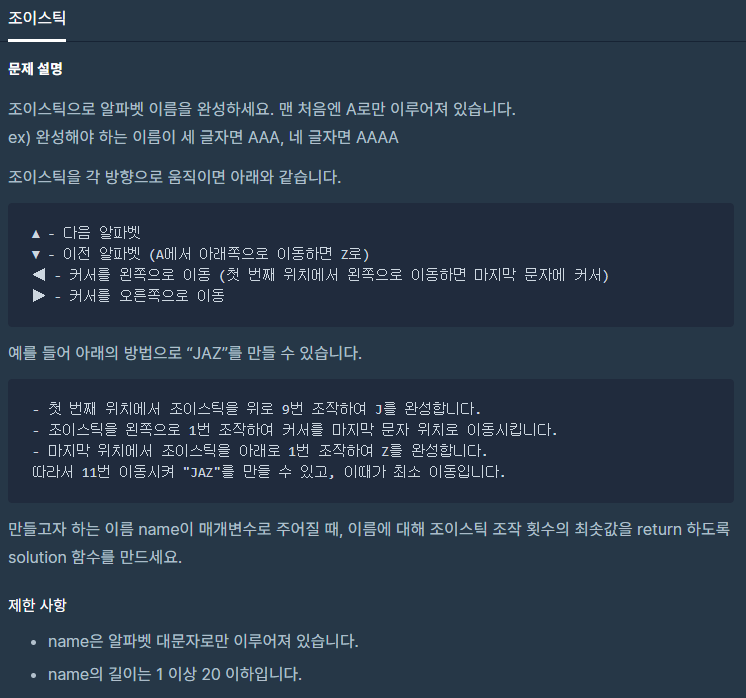 조이스틱
문제 설명
조이스틱으로 알파벳 이름을 완성하세요. 맨 처음엔 A로만 이루어져 있습니다.
ex) 완성해야 하는 이름이 세 글자면 AAA, 네 글자면 AAAA
조이스틱을 각 방향으로 움직이면 아래와 같습니다.
▲ - 다음 알파벳
▼ - 이전 알파벳 (A에서 아래쪽으로 이동하면 Z로)
◀ - 커서를 왼쪽으로 이동 (첫 번째 위치에서 왼쪽으로 이동하면 마지막 문자에 커서)
▶ - 커서를 오른쪽으로 이동
예를 들어 아래의 방법으로 “JAZ”를 만들 수 있습니다.
- 첫 번째 위치에서 조이스틱을 위로 9번 조작하여 J를 완성합니다.
- 조이스틱을 왼쪽으로 1번 조작하여 커서를 마지막 문자 위치로 이동시킵니다.
- 마지막 위치에서 조이스틱을 아래로 1번 조작하여 Z를 완성합니다.
따라서 11번 이동시켜 "JAZ"를 만들 수 있고, 이때가 최소 이동입니다.
만들고자 하는 이름 name이 매개변수로 주어질 때, 이름에 대해 조이스틱 조작 횟수의 최솟값을 return 하도록
solution 함수를 만드세요.
제한 사항
• name은 알파벳 대문자로만 이루어져 있습니다.
• name의 길이는 1 이상 20 이하입니다.